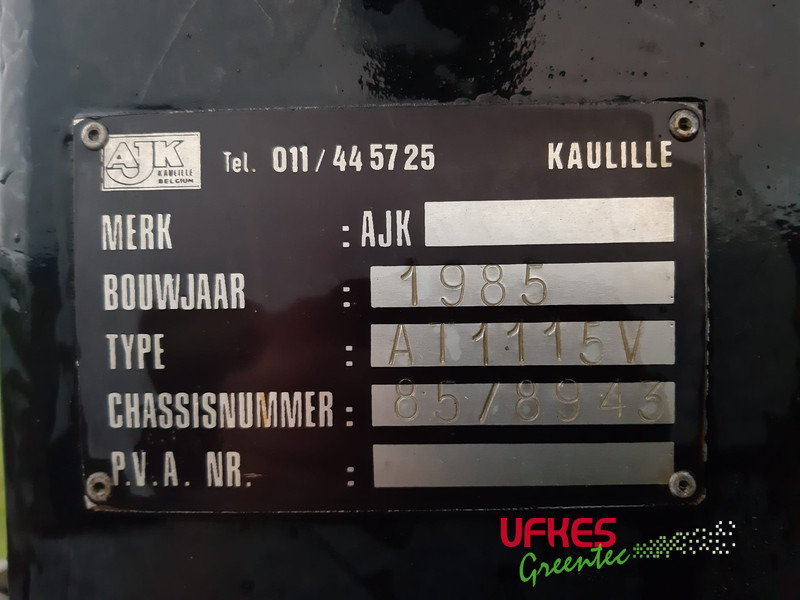 AJK
KAULILLE
BELGIUM
Tel. 011/445725 KAULILLE
MERK : AJK
BOUWJAAR : 1985
TYPE : AT1115V
CHASSISNUMMER : 85/8943
P.V.A. NR. :
UFKES
Greentec